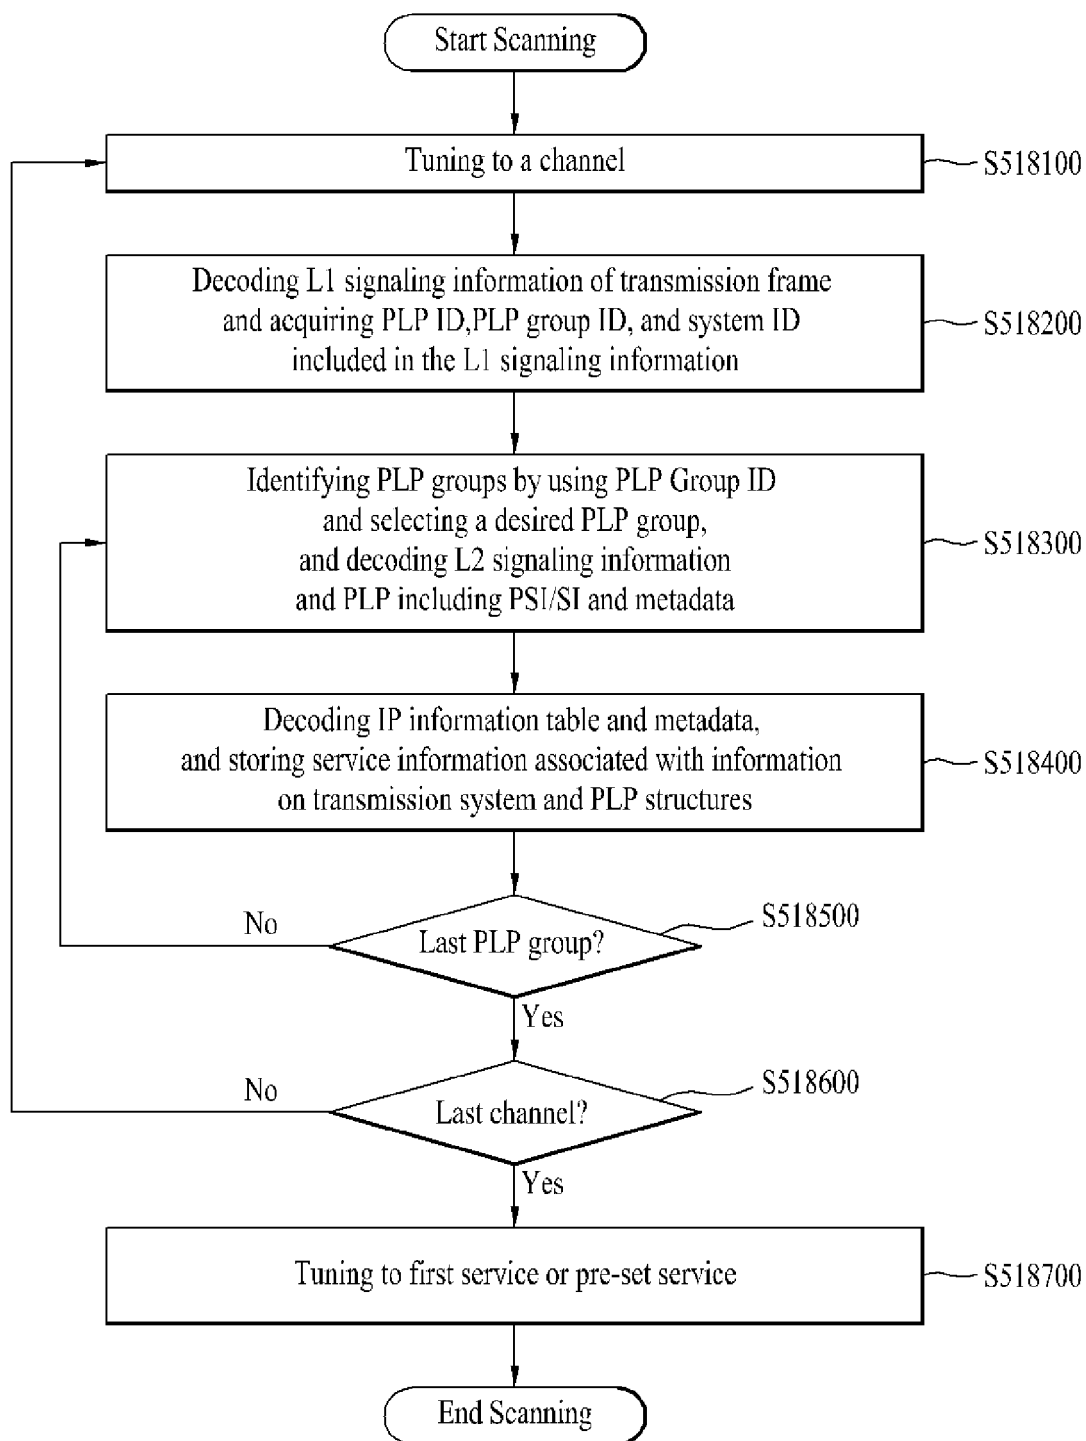 Start Scanning
Tuning to a channel
S518100
Decoding L1 signaling information of transmission frame
and acquiring PLP ID,PLP group ID, and system ID
included in the L1 signaling information
S518200
Identifying PLP groups by using PLP Group ID
and selecting a desired PLP group,
and decoding L2 signaling information
and PLP including PSI/SI and metadata
S518300
Decoding IP information table and metadata,
and storing service information associated with information
on transmission system and PLP structures
S518400
Last PLP group?
S518500
No
Yes
Last channel?
S518600
No
Yes
Tuning to first service or pre-set service
S518700
End Scanning